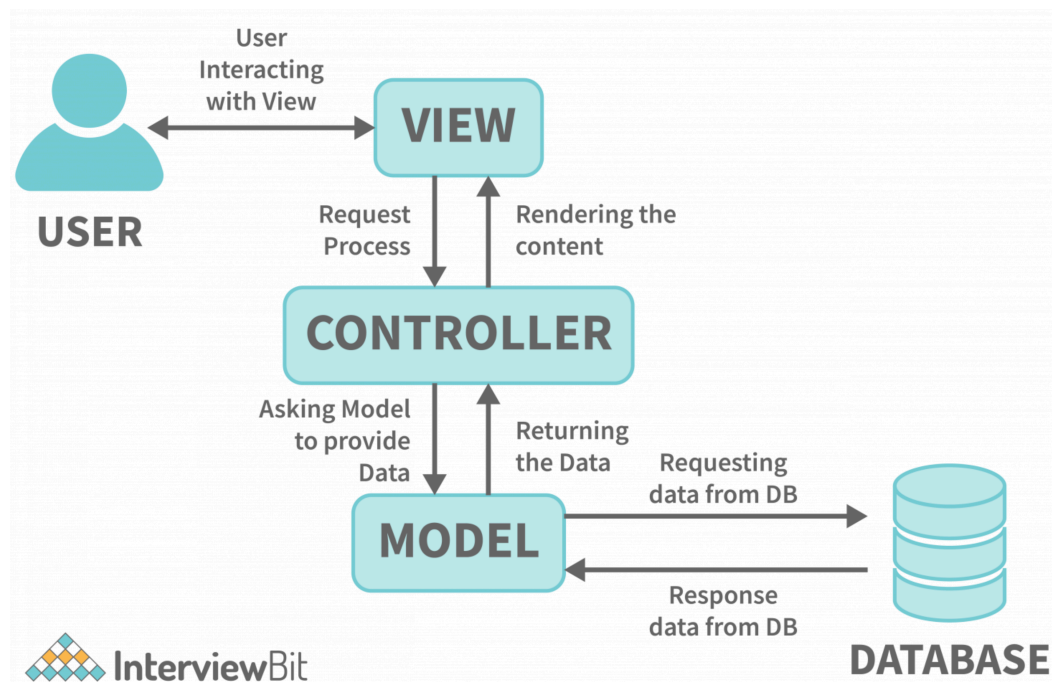 User
Interacting
with View
VIEW
USER
Request
Process
Rendering the
content
CONTROLLER
Asking Model
to provide
Data
Returning
the Data
Requesting
data from DB
MODEL
Response
data from DB
DATABASE
InterviewBit